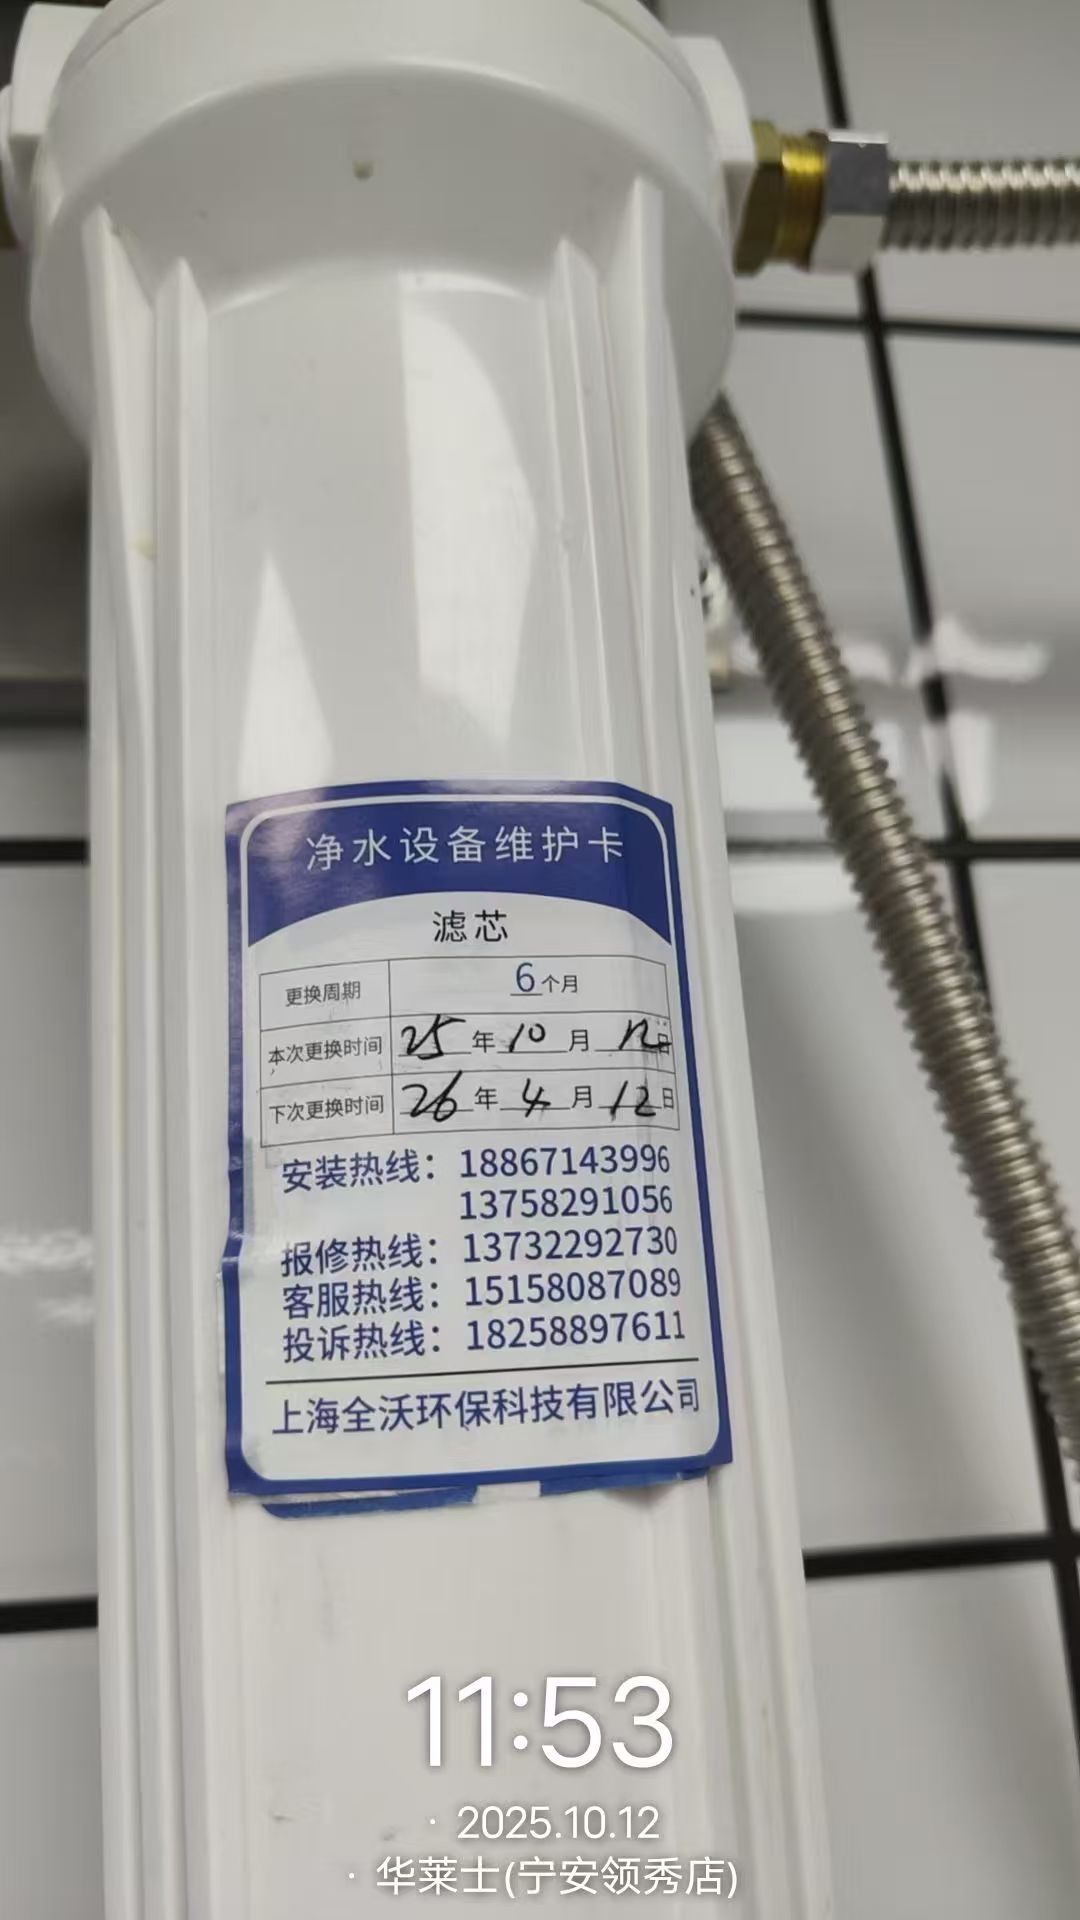 净水设备维护卡
滤芯
更换周期 6个月
本次更换时间 25年10月12日
下次更换时间 26年4月12日
安装热线：18867143996
13758291056
报修热线：13732292730
客服热线：15158087089
投诉热线：18258897611
上海全沃环保科技有限公司
11:53
· 2025.10.12
· 华莱士(宁安领秀店)